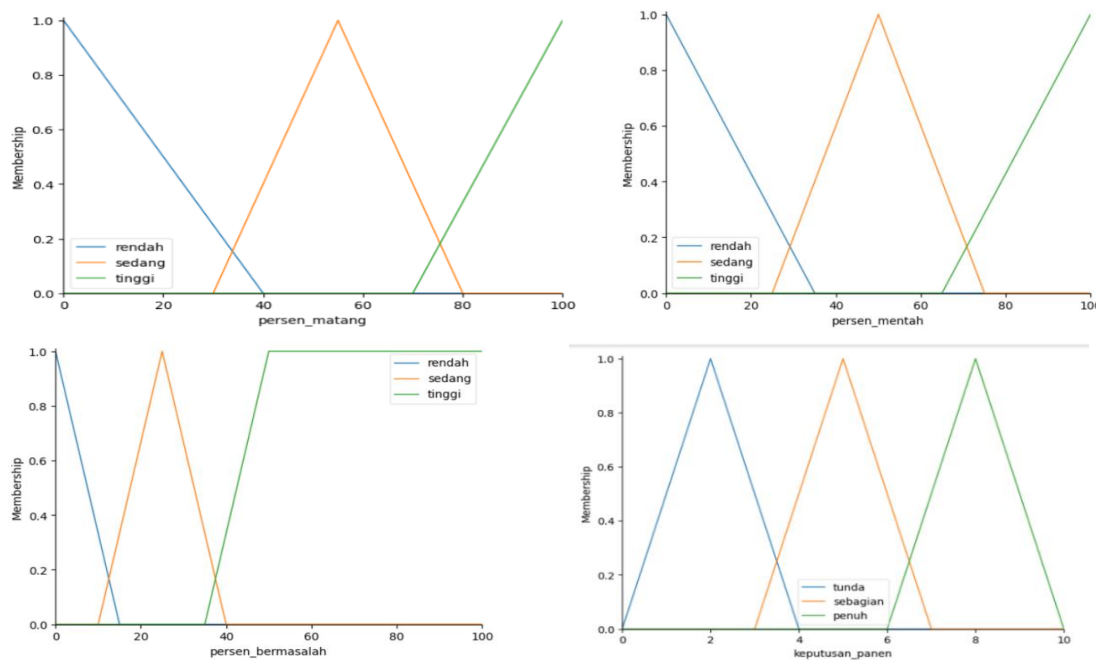 1.0
0.8
0.6
0.4
0.2
0.0
Membership
rendah
sedang
tinggi
0 20 40 60 80 100
persen_matang
1.0
0.8
0.6
0.4
0.2
0.0
Membership
rendah
sedang
tinggi
0 20 40 60 80 100
persen_mentah
1.0
0.8
0.6
0.4
0.2
0.0
Membership
rendah
sedang
tinggi
0 20 40 60 80 100
persen_bermasalah
1.0
0.8
0.6
0.4
0.2
0.0
Membership
tunda
sebagian
penuh
0 2 4 6 8 10
keputusan_panen